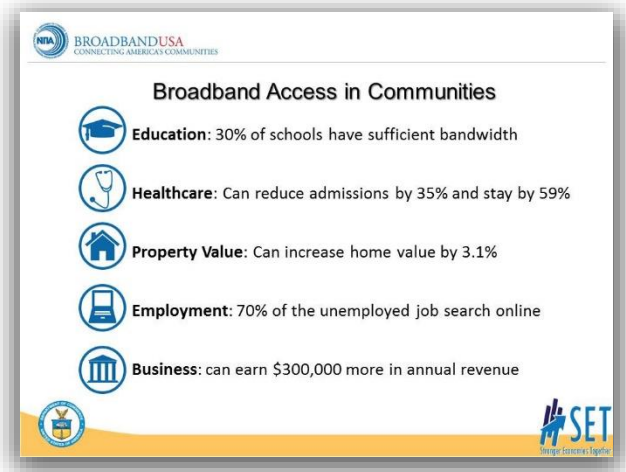 NTIA
BROADBANDUSA
CONNECTING AMERICA'S COMMUNITIES
Broadband Access in Communities
Education: 30% of schools have sufficient bandwidth
Healthcare: Can reduce admissions by 35% and stay by 59%
Property Value: Can increase home value by 3.1%
Employment: 70% of the unemployed job search online
Business: can earn $300,000 more in annual revenue
SET
Stronger Economies Together